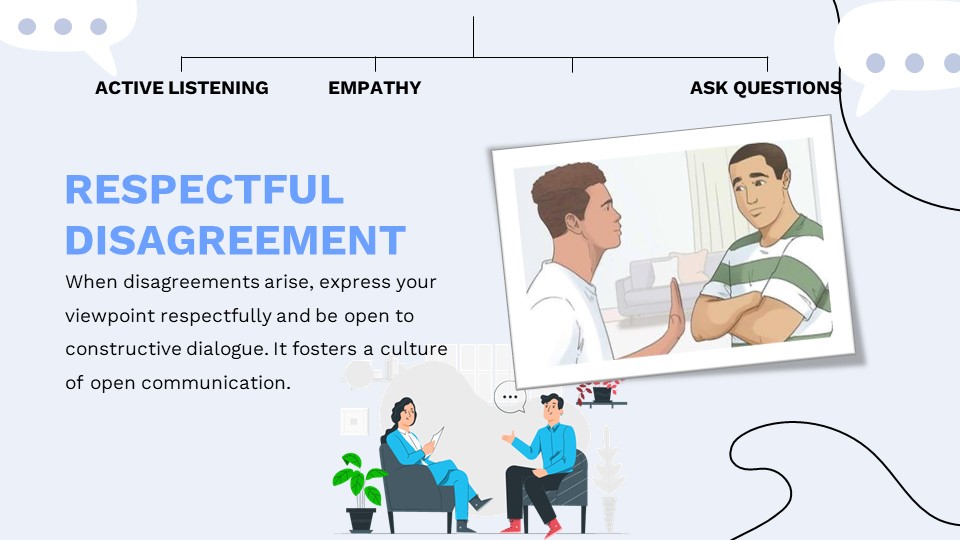 ACTIVE LISTENING
EMPATHY
ASK QUESTIONS
RESPECTFUL
DISAGREEMENT
When disagreements arise, express your
viewpoint respectfully and be open to
constructive dialogue. It fosters a culture
of open communication.